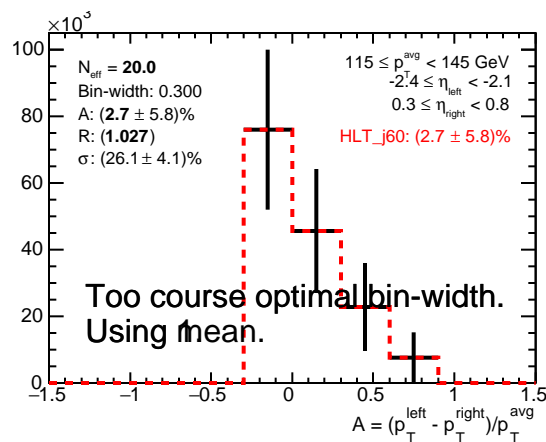 ×10³
100
80
60
40
20
0
N_eff = 20.0
Bin-width: 0.300
A: (2.7 ± 5.8)%
R: (1.027)
σ: (26.1 ± 4.1)%
115 ≤ p_T^avg < 145 GeV
-2.4 ≤ η_left < -2.1
0.3 ≤ η_right < 0.8
HLT_j60: (2.7 ± 5.8)%
Too course optimal bin-width.
Using mean.
−1.5 −1 −0.5 0 0.5 1 1.5
A = (p_T^left - p_T^right)/p_T^avg